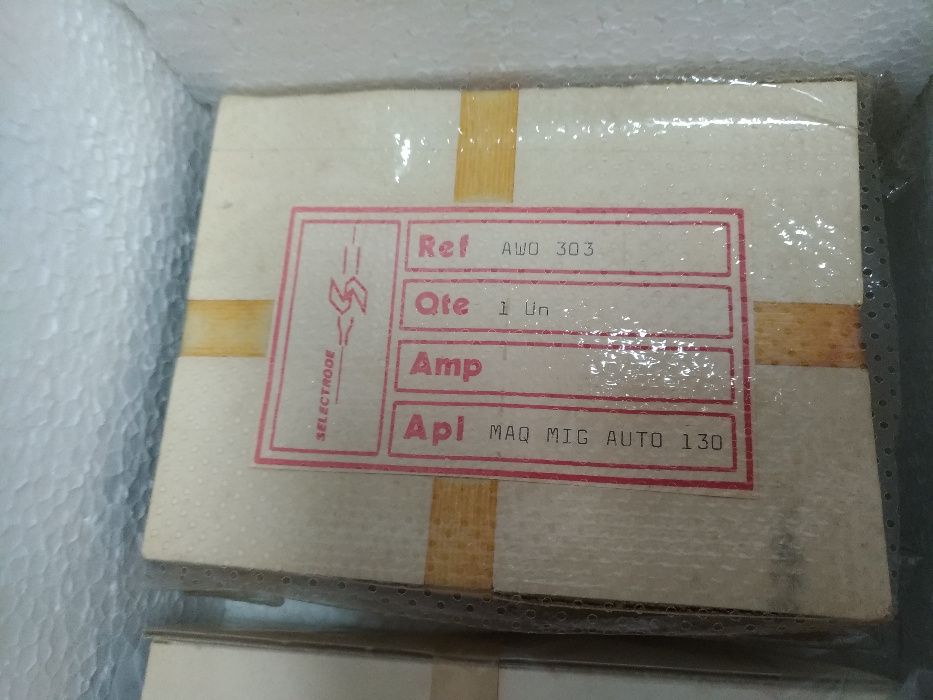 SELECTRODE
Ref AWO 303
Qte 1 Un
Amp
Apl MAQ MIG AUTO 130